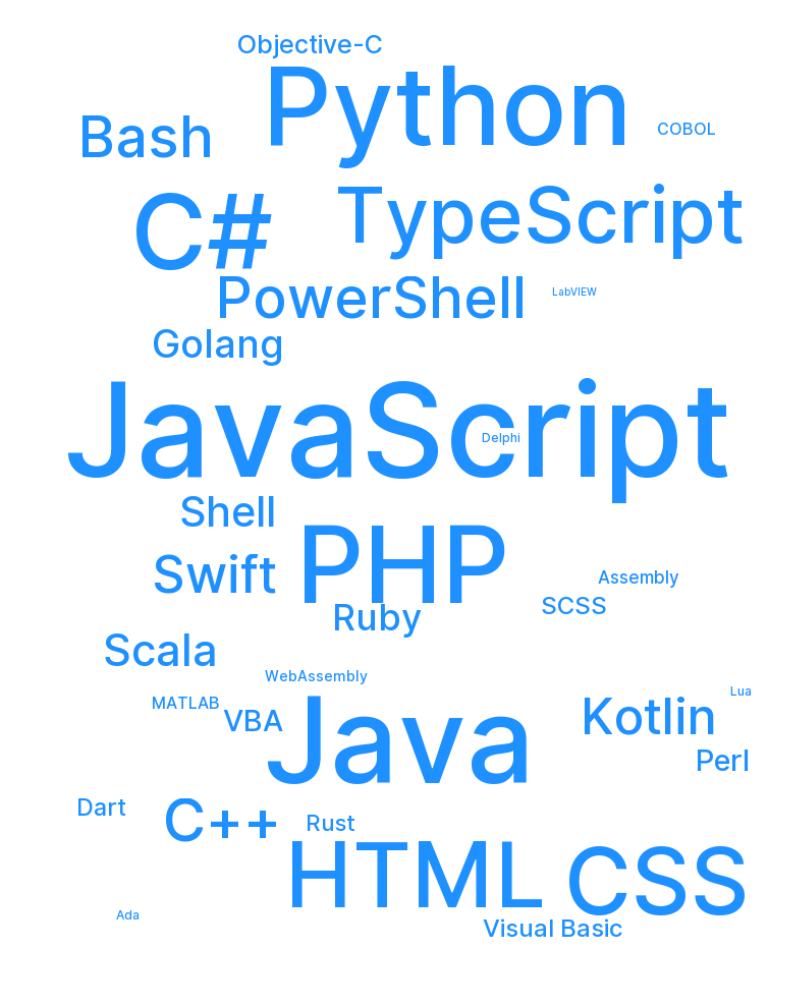 Objective-C
Python
COBOL
Bash
TypeScript
C#
PowerShell
LabVIEW
Golang
JavaScript
Delphi
Shell
PHP
Swift
Assembly
SCSS
Ruby
Scala
WebAssembly
Lua
MATLAB
VBA
Java
Kotlin
Perl
Dart
C++
Rust
HTML
CSS
Ada
Visual Basic